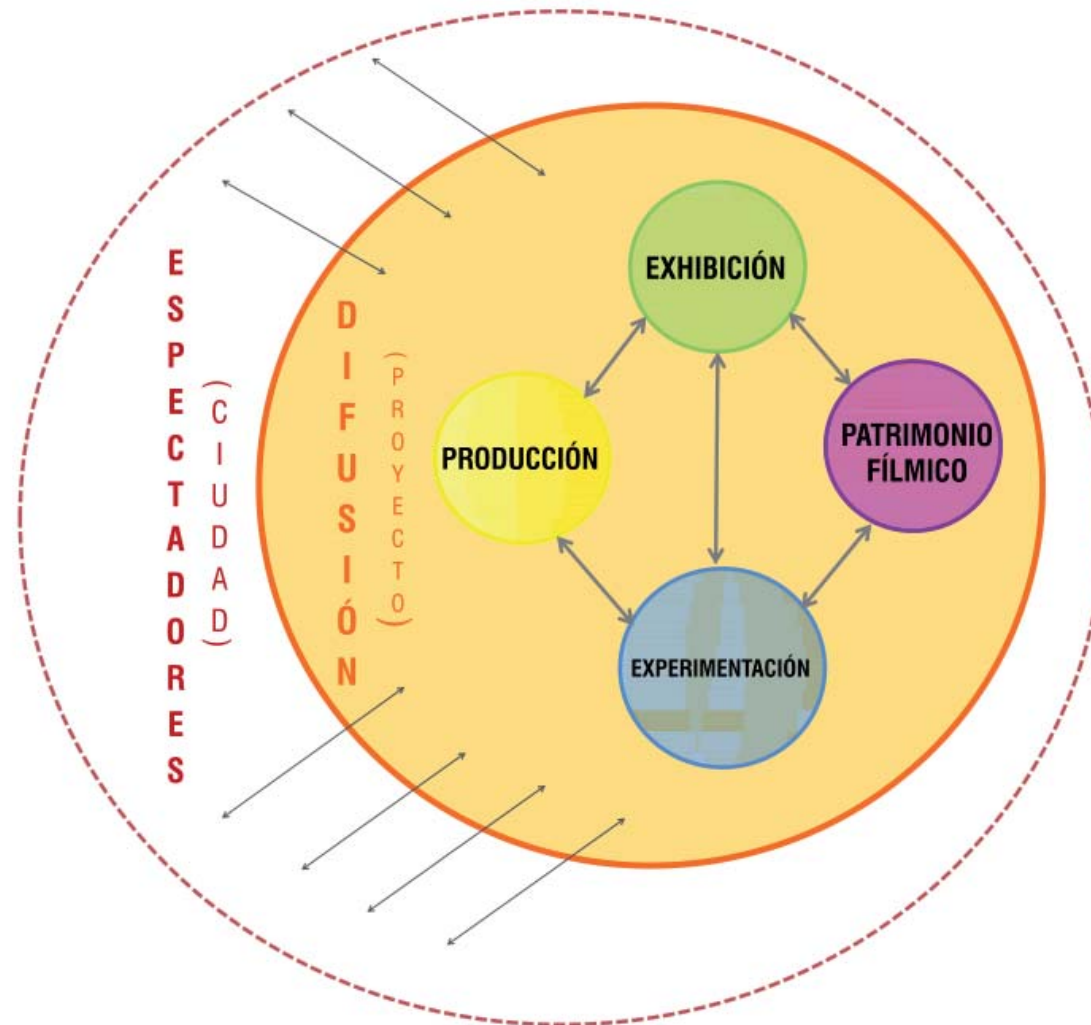 ESPECTADORES
(CIUDAD)
DIFUSIÓN
(PROYECTO)
EXHIBICIÓN
PRODUCCIÓN
PATRIMONIO
FÍLMICO
EXPERIMENTACIÓN